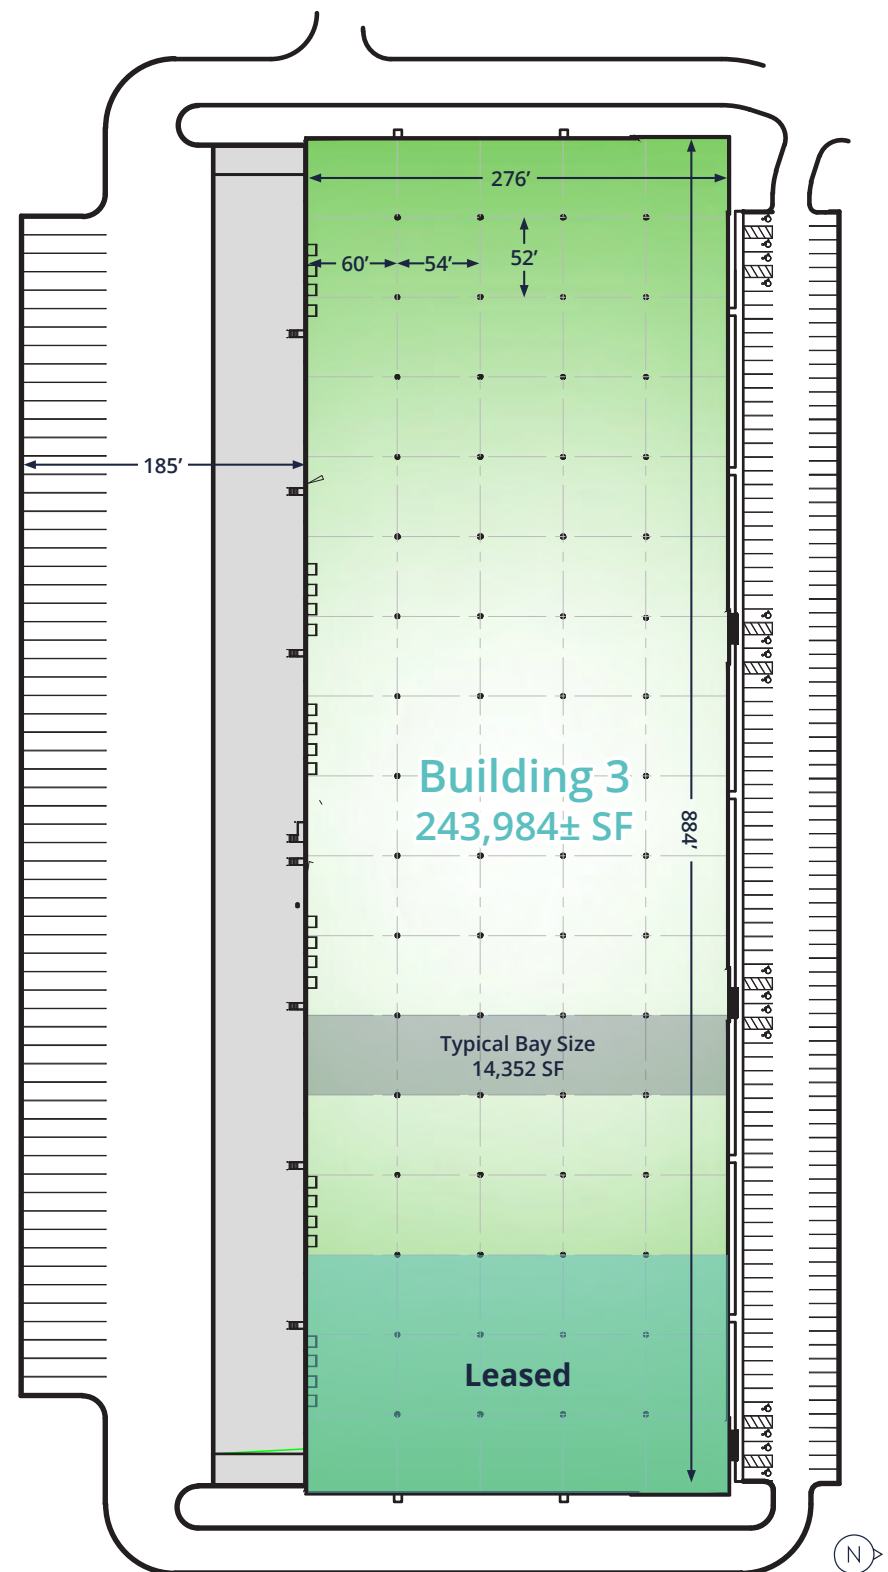 276’
60’
54’
52’
185’
Building 3
243,984± SF
884’
Typical Bay Size
14,352 SF
Leased
N